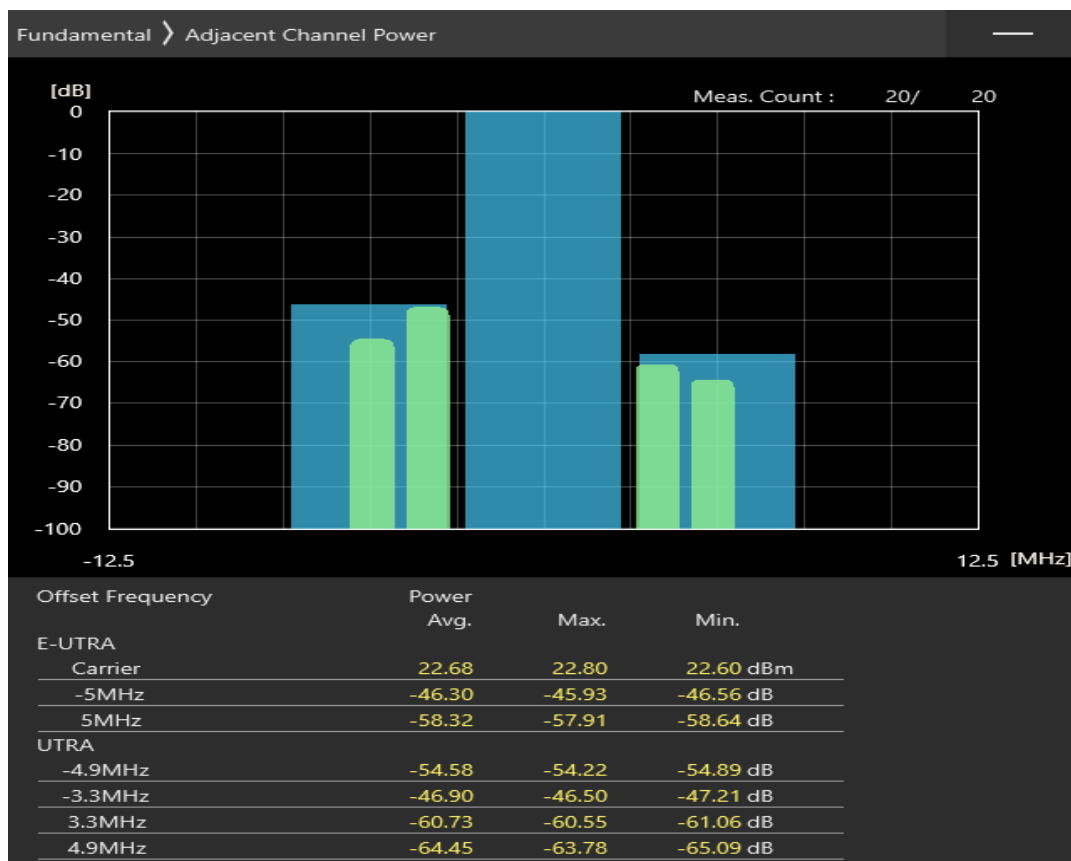 Fundamental ❯ Adjacent Channel Power
[dB]
Meas. Count : 20/ 20
0
-10
-20
-30
-40
-50
-60
-70
-80
-90
-100
-12.5 12.5 [MHz]
Offset Frequency Power
Avg. Max. Min.
E-UTRA
Carrier 22.68 22.80 22.60 dBm
-5MHz -46.30 -45.93 -46.56 dB
5MHz -58.32 -57.91 -58.64 dB
UTRA
-4.9MHz -54.58 -54.22 -54.89 dB
-3.3MHz -46.90 -46.50 -47.21 dB
3.3MHz -60.73 -60.55 -61.06 dB
4.9MHz -64.45 -63.78 -65.09 dB